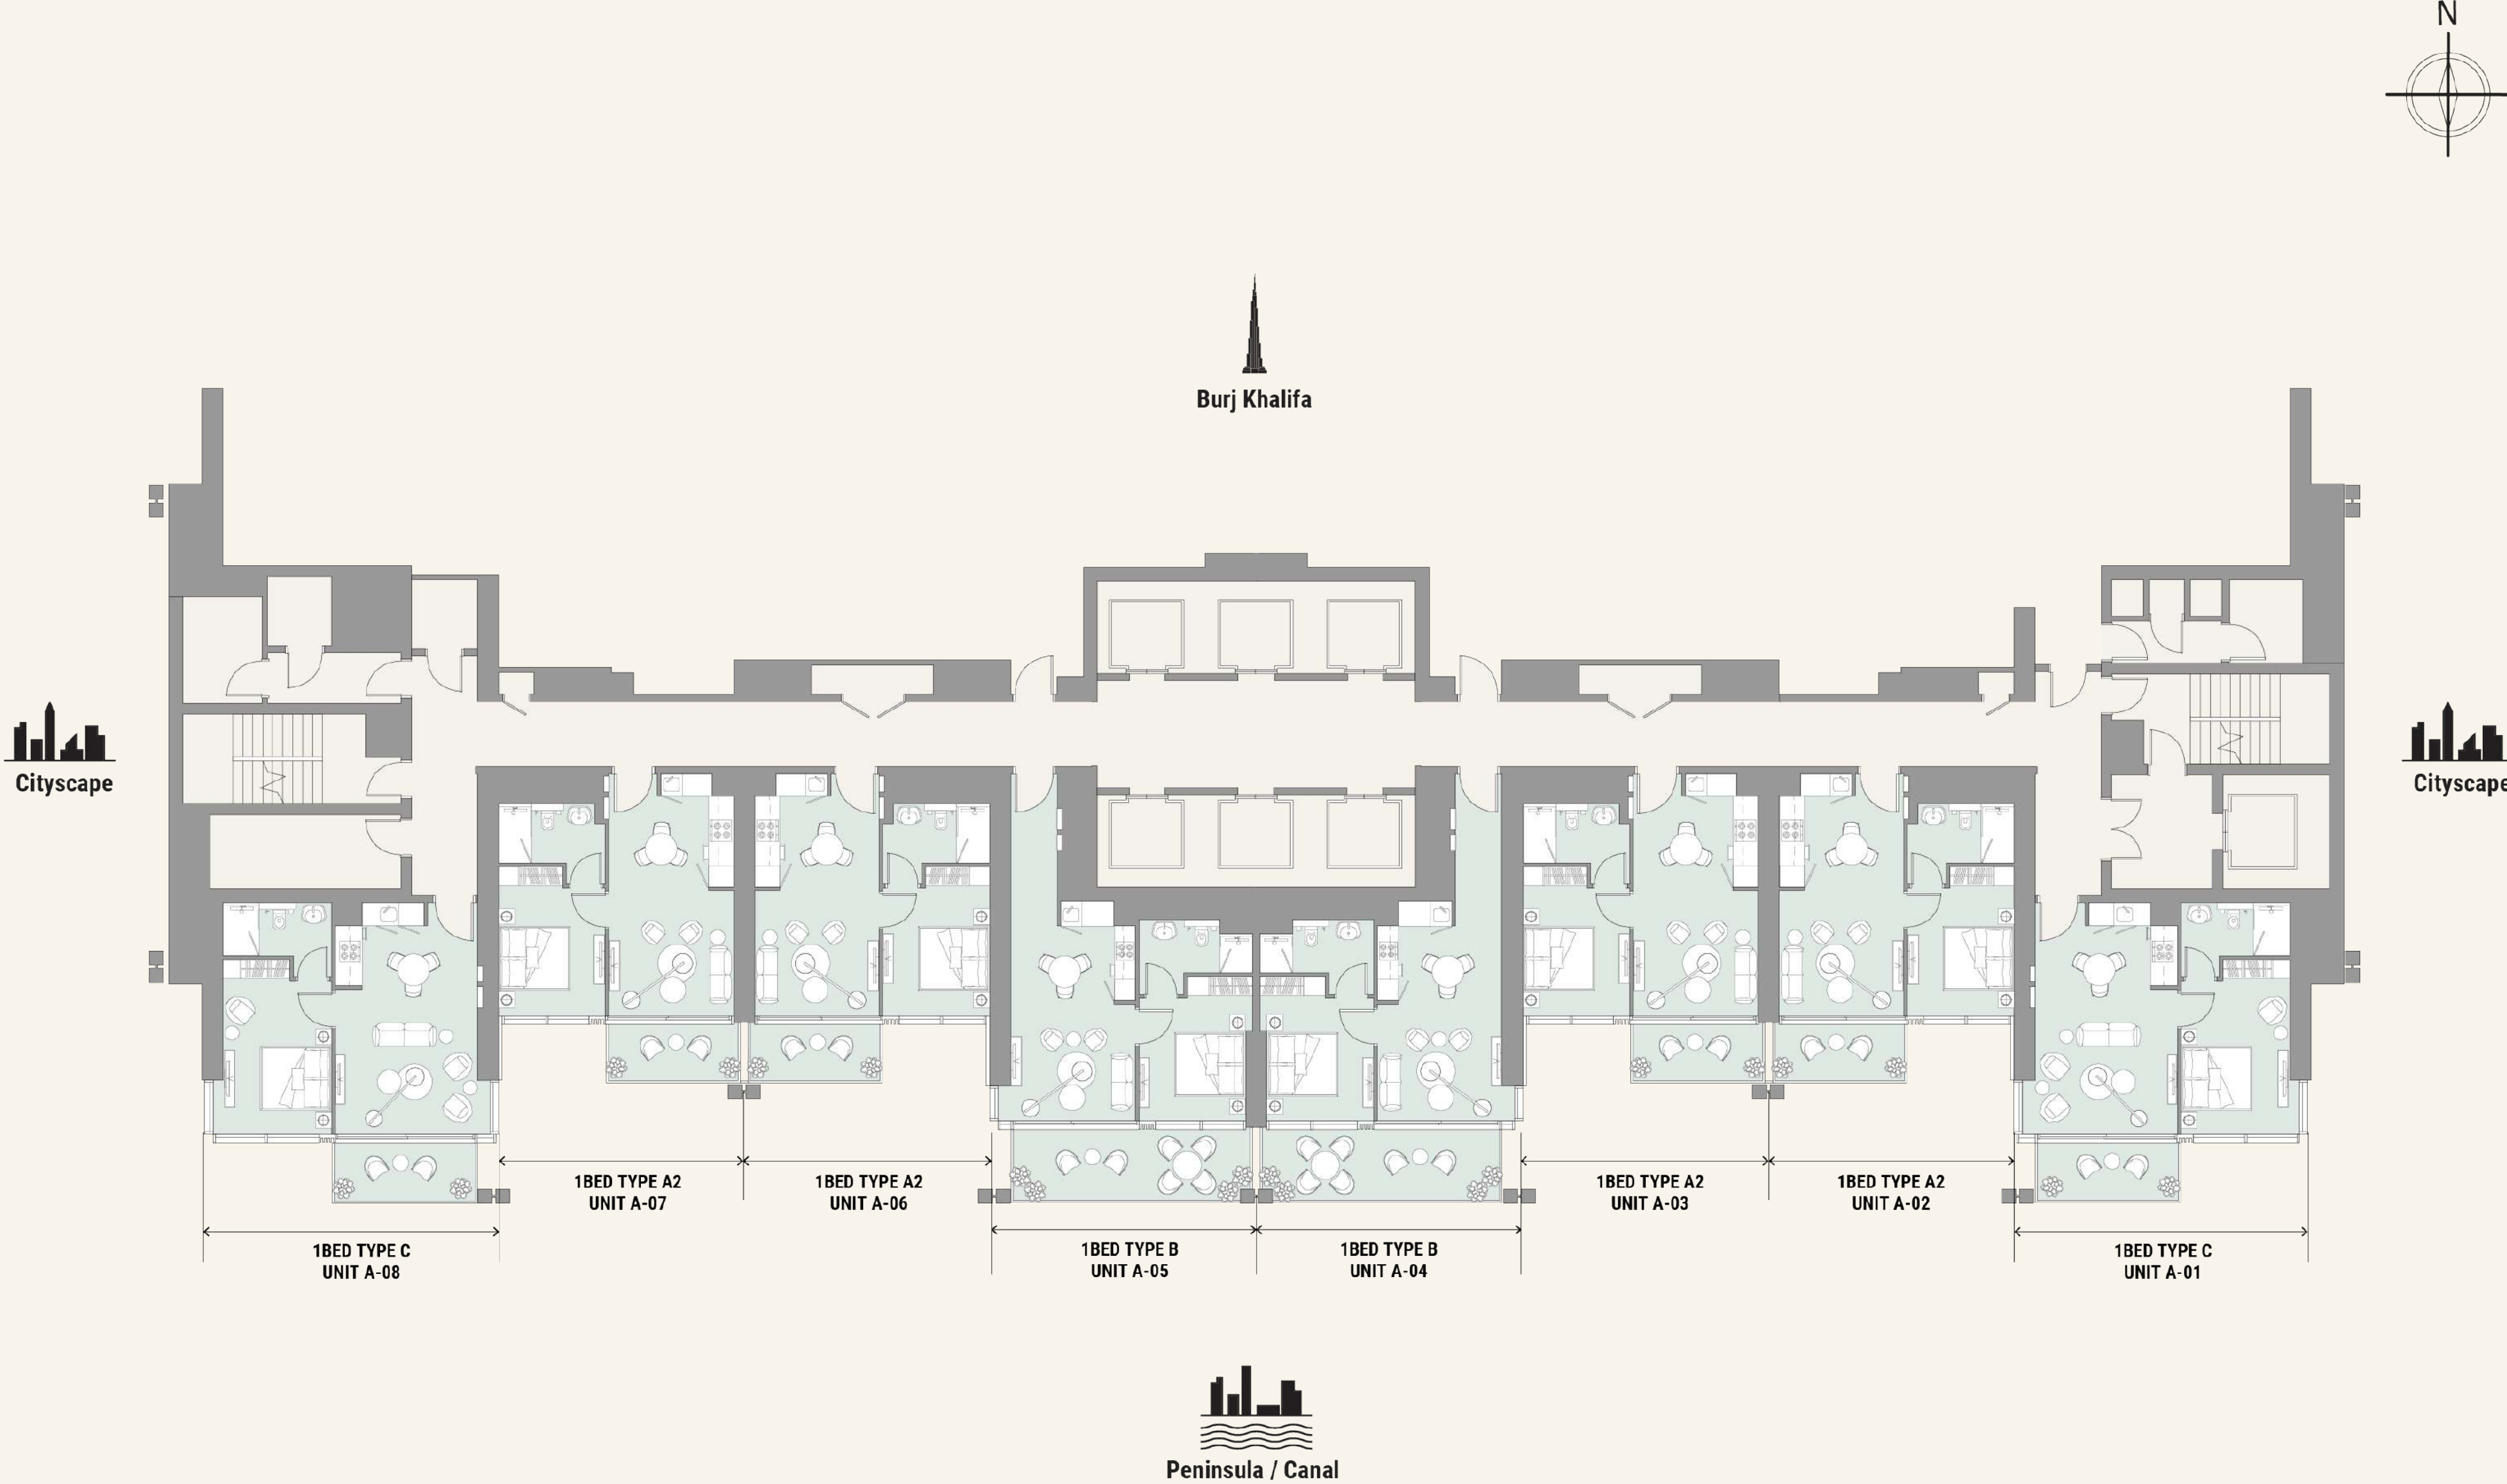 N
Burj Khalifa
Cityscape
Cityscape
1BED TYPE A2
UNIT A-07
1BED TYPE A2
UNIT A-06
1BED TYPE A2
UNIT A-03
1BED TYPE A2
UNIT A-02
1BED TYPE C
UNIT A-08
1BED TYPE B
UNIT A-05
1BED TYPE B
UNIT A-04
1BED TYPE C
UNIT A-01
Peninsula / Canal